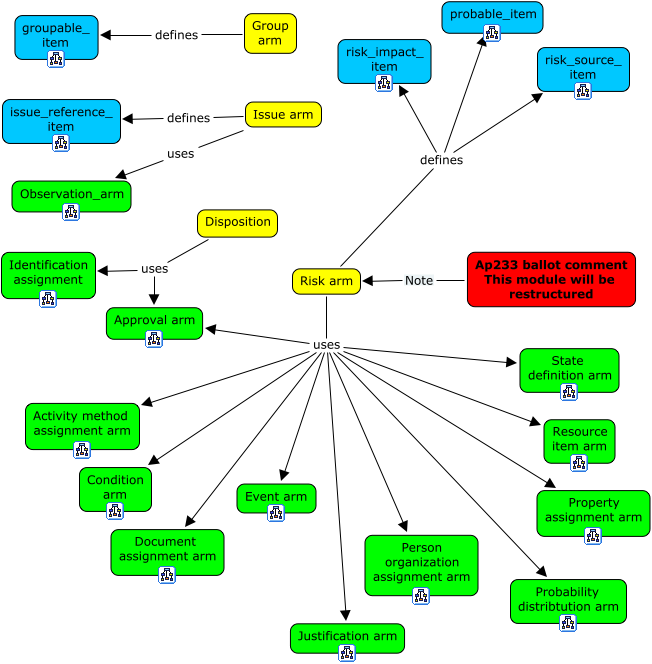 groupable_
item
defines
Group
arm
probable_item
risk_impact_
item
risk_source_
item
issue_reference_
item
defines
Issue arm
uses
defines
Observation_arm
Disposition
Identification
assignment
uses
Risk arm
Note
Ap233 ballot comment
This module will be
restructured
Approval arm
uses
State
definition arm
Activity method
assignment arm
Resource
item arm
Condition
arm
Event arm
Property
assignment arm
Document
assignment arm
Person
organization
assignment arm
Probability
distribtution arm
Justification arm